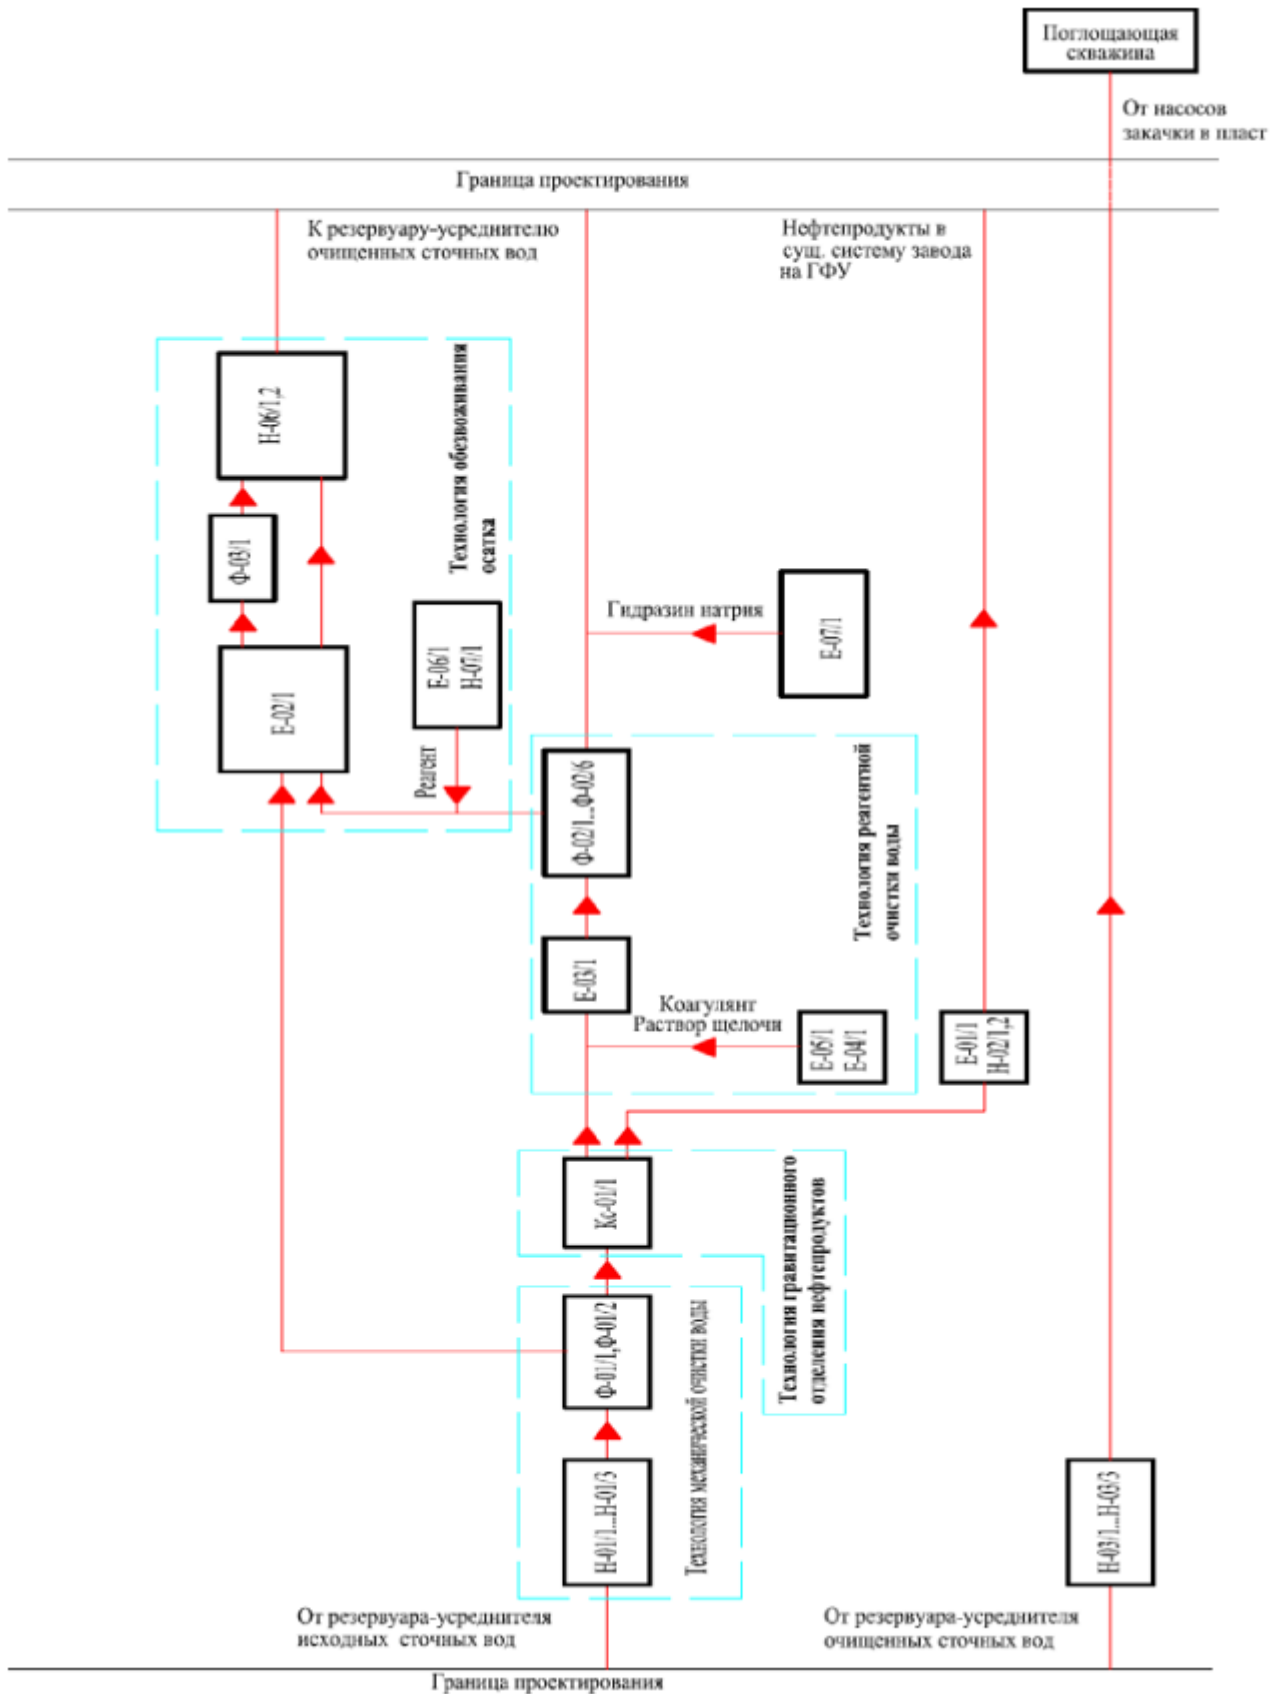 Поглощающая
скважина
От насосов
закачки в пласт
Граница проектирования
К резервуару-усреднителю
очищенных сточных вод
Нефтепродукты в
сущ. систему завода
на ГФУ
Н-06/1,2
Ф-03/1
Е-02/1
Е-06/1
Н-07/1
Реагент
Технология обезвоживания
осатка
Гидразин натрия
Е-07/1
Ф-02/1...Ф-02/6
Е-03/1
Коагулянт
Раствор щелочи
Е-05/1
Е-04/1
Технология реагентной
очистки воды
Е-01/1
Н-02/1,2
Кс-01/1
Технология гравитационного
отделения нефтепродуктов
Ф-01/1,Ф-01/2
Н-01/1...Н-01/3
Технология механической очистки воды
Н-03/1...Н-03/3
От резервуара-усреднителя
исходных сточных вод
От резервуара-усреднителя
очищенных сточных вод
Граница проектирования